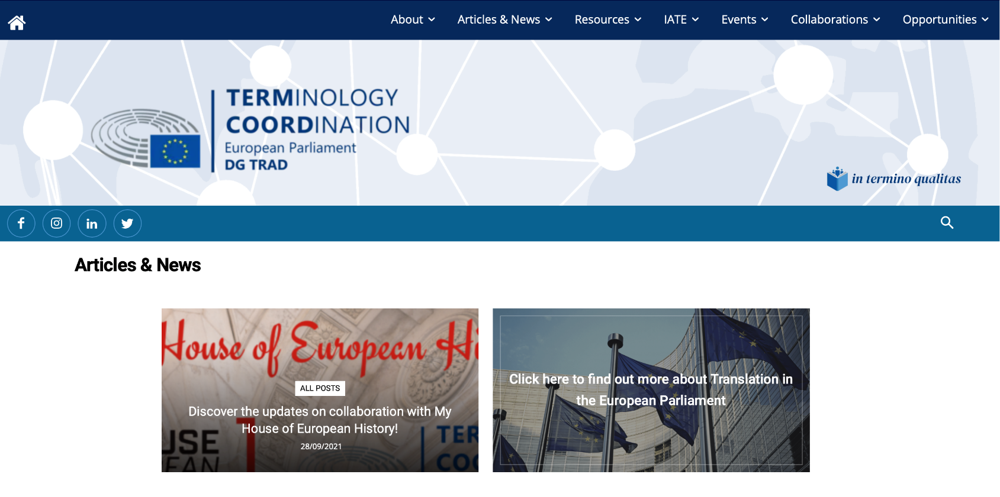 About
Articles & News
Resources
IATE
Events
Collaborations
Opportunities
TERMINOLOGY
COORDINATION
European Parliament
DG TRAD
in termino qualitas
Articles & News
House of European Hi
ALL POSTS
Discover the updates on collaboration with My
House of European History!
28/09/2021
USE
EAN
TER
COO
Click here to find out more about Translation in
the European Parliament